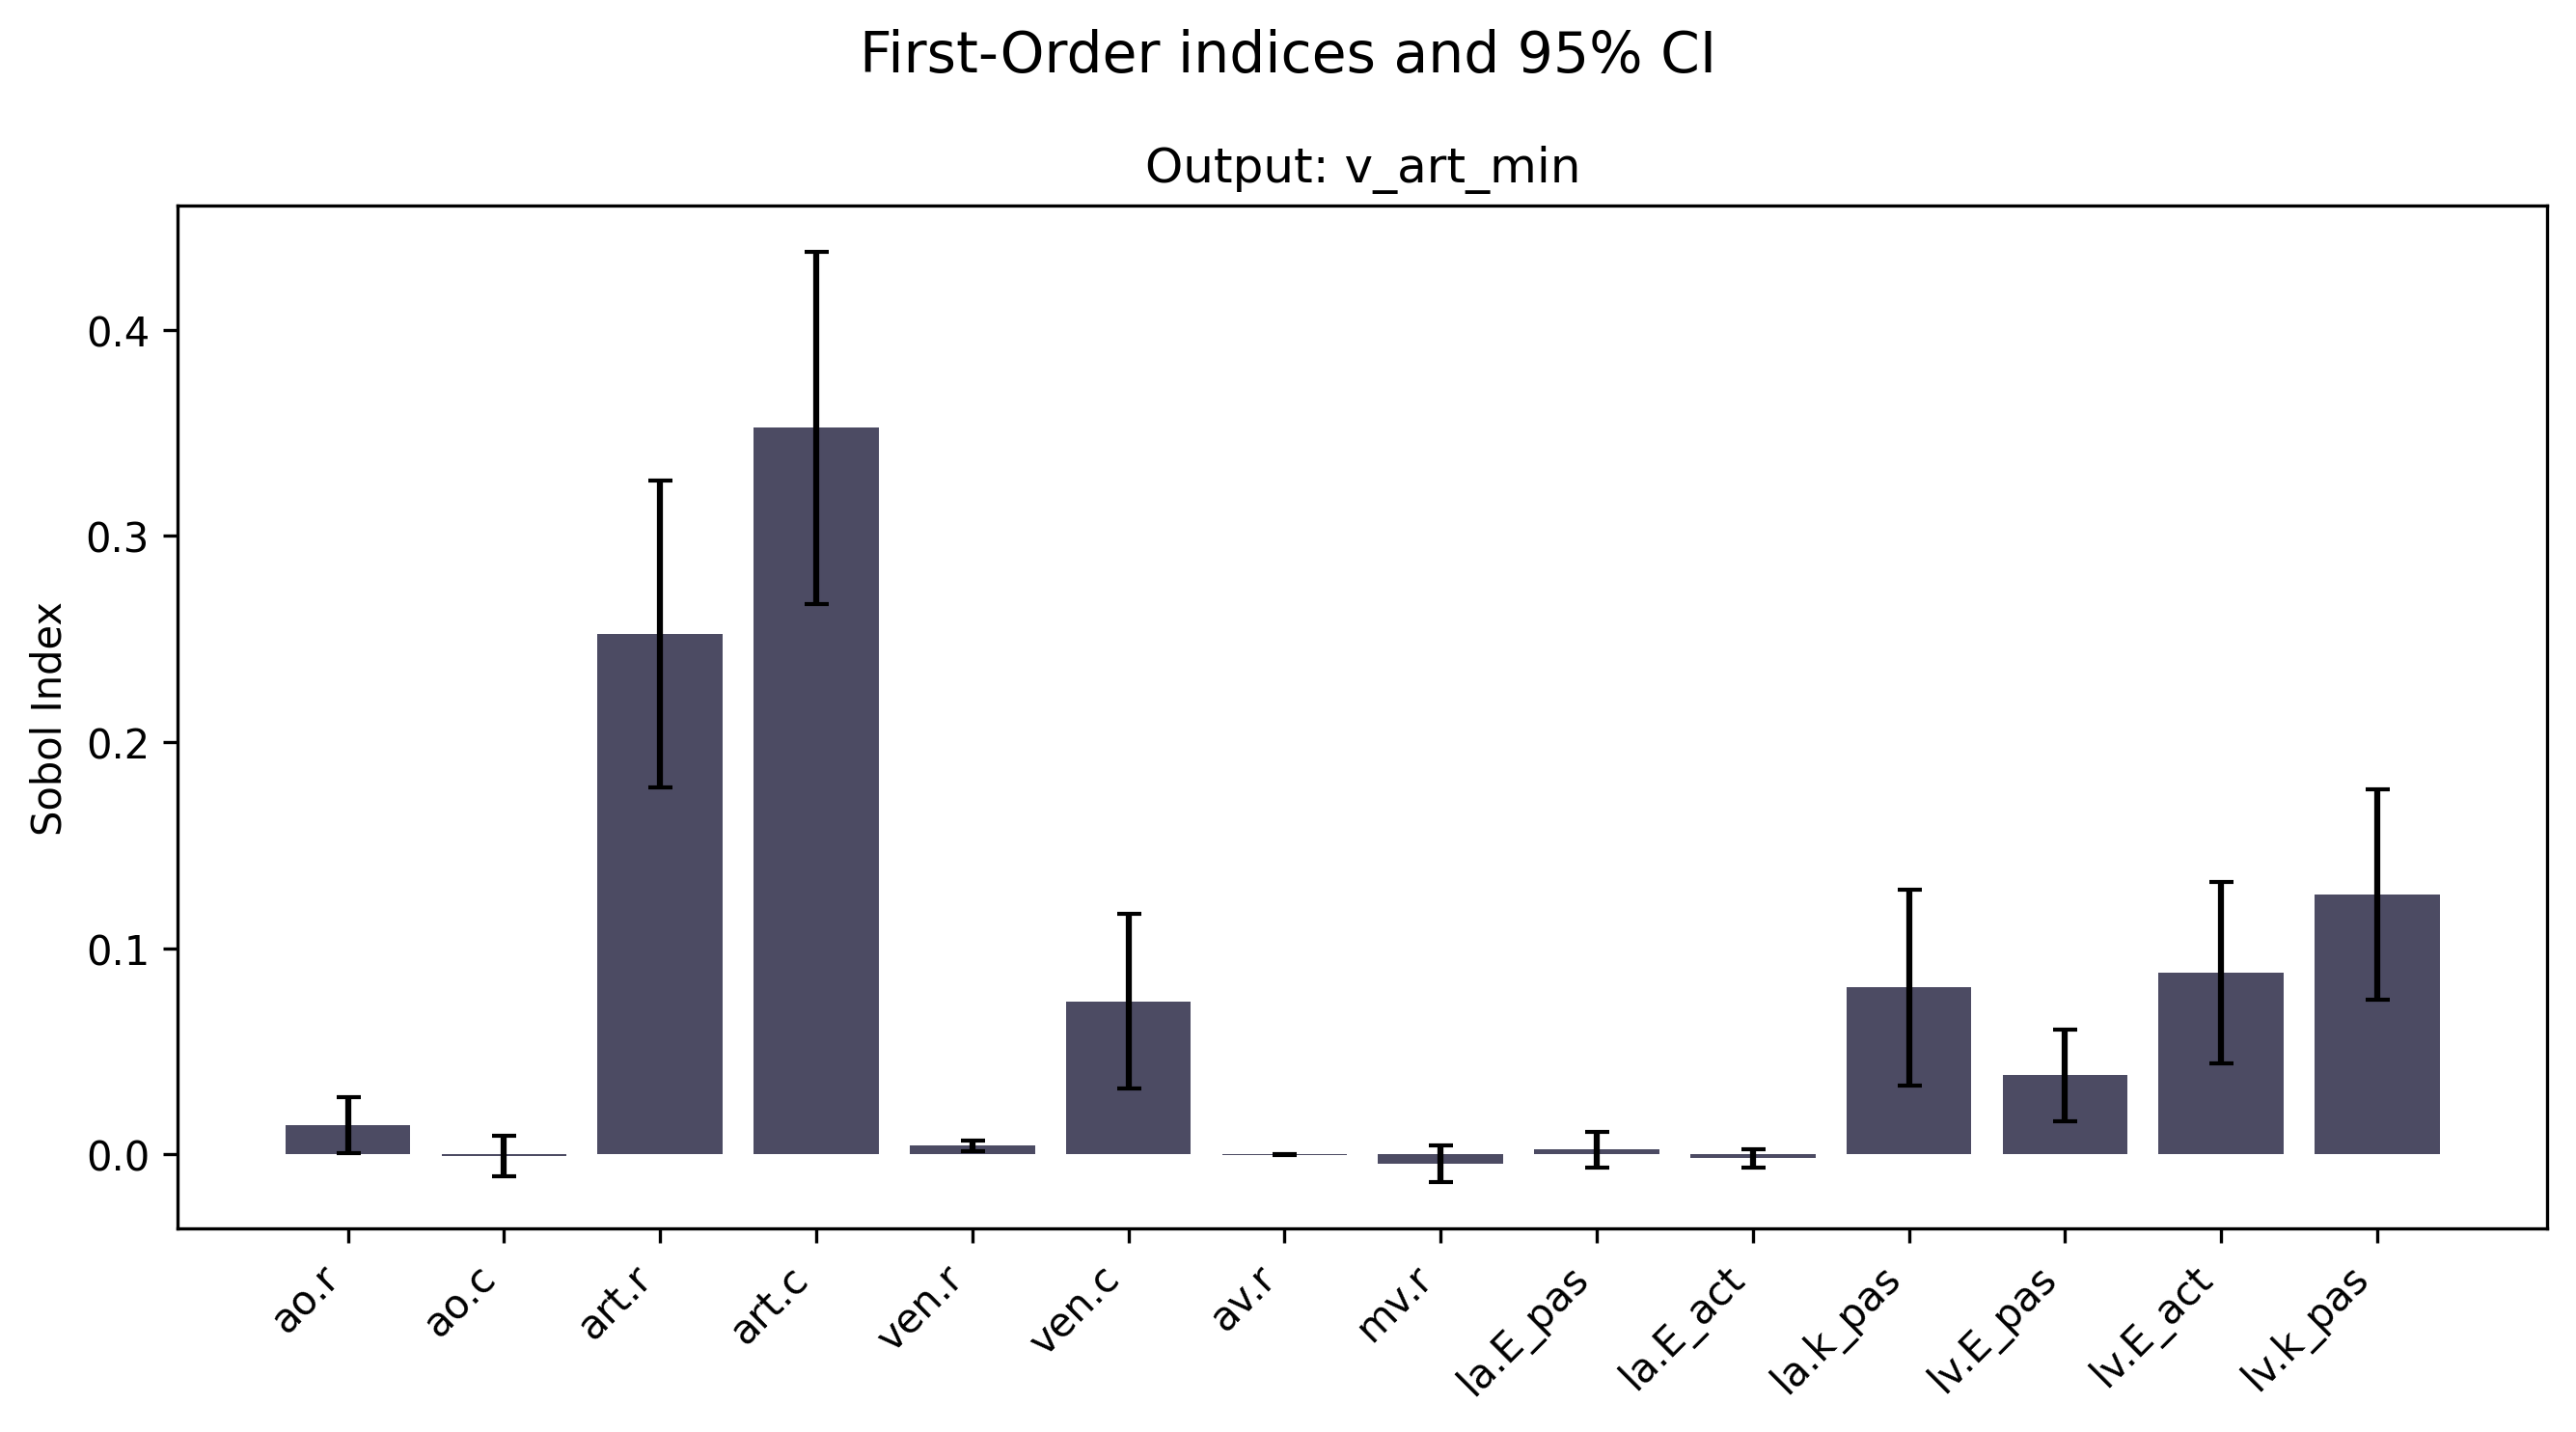 First-Order indices and 95% CI
Output: v_art_min
Sobol Index
0.4
0.3
0.2
0.1
0.0
ao.r
ao.c
art.r
art.c
ven.r
ven.c
av.r
mv.r
la.E_pas
la.E_act
la.k_pas
lv.E_pas
lv.E_act
lv.k_pas